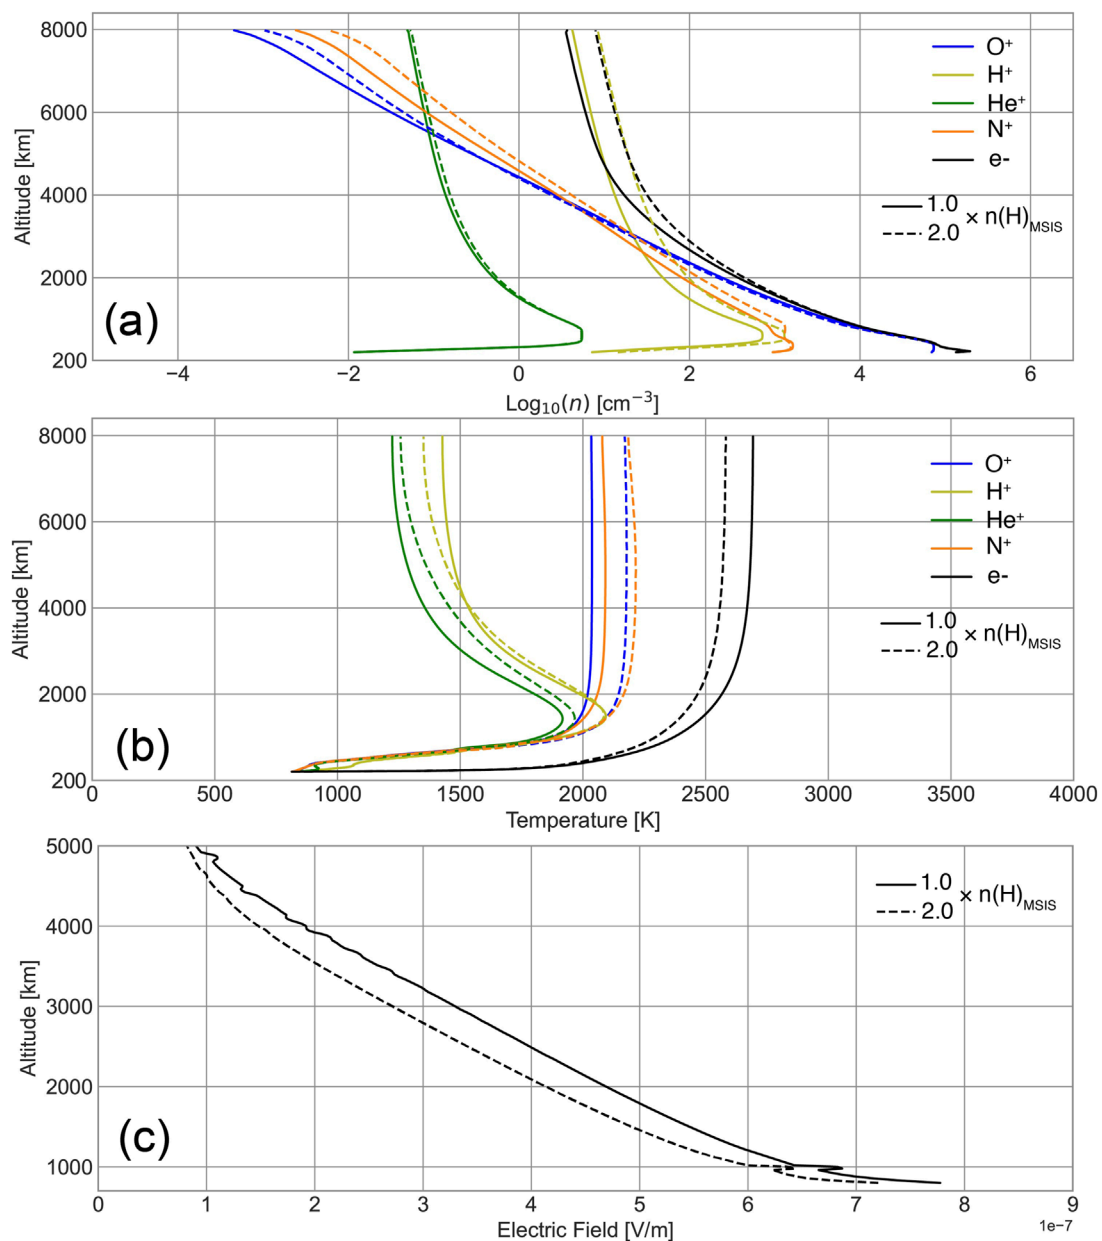 8000
6000
4000
2000
200
Altitude [km]
(a)
O⁺
H⁺
He⁺
N⁺
e-
1.0
2.0
× n(H)MSIS
−4
−2
0
2
4
6
Log₁₀(n) [cm⁻³]
8000
6000
4000
2000
200
Altitude [km]
(b)
O⁺
H⁺
He⁺
N⁺
e-
1.0
2.0
× n(H)MSIS
0
500
1000
1500
2000
2500
3000
3500
4000
Temperature [K]
5000
4000
3000
2000
1000
Altitude [km]
(c)
1.0
2.0
× n(H)MSIS
0
1
2
3
4
5
6
7
8
9
Electric Field [V/m]
1e-7